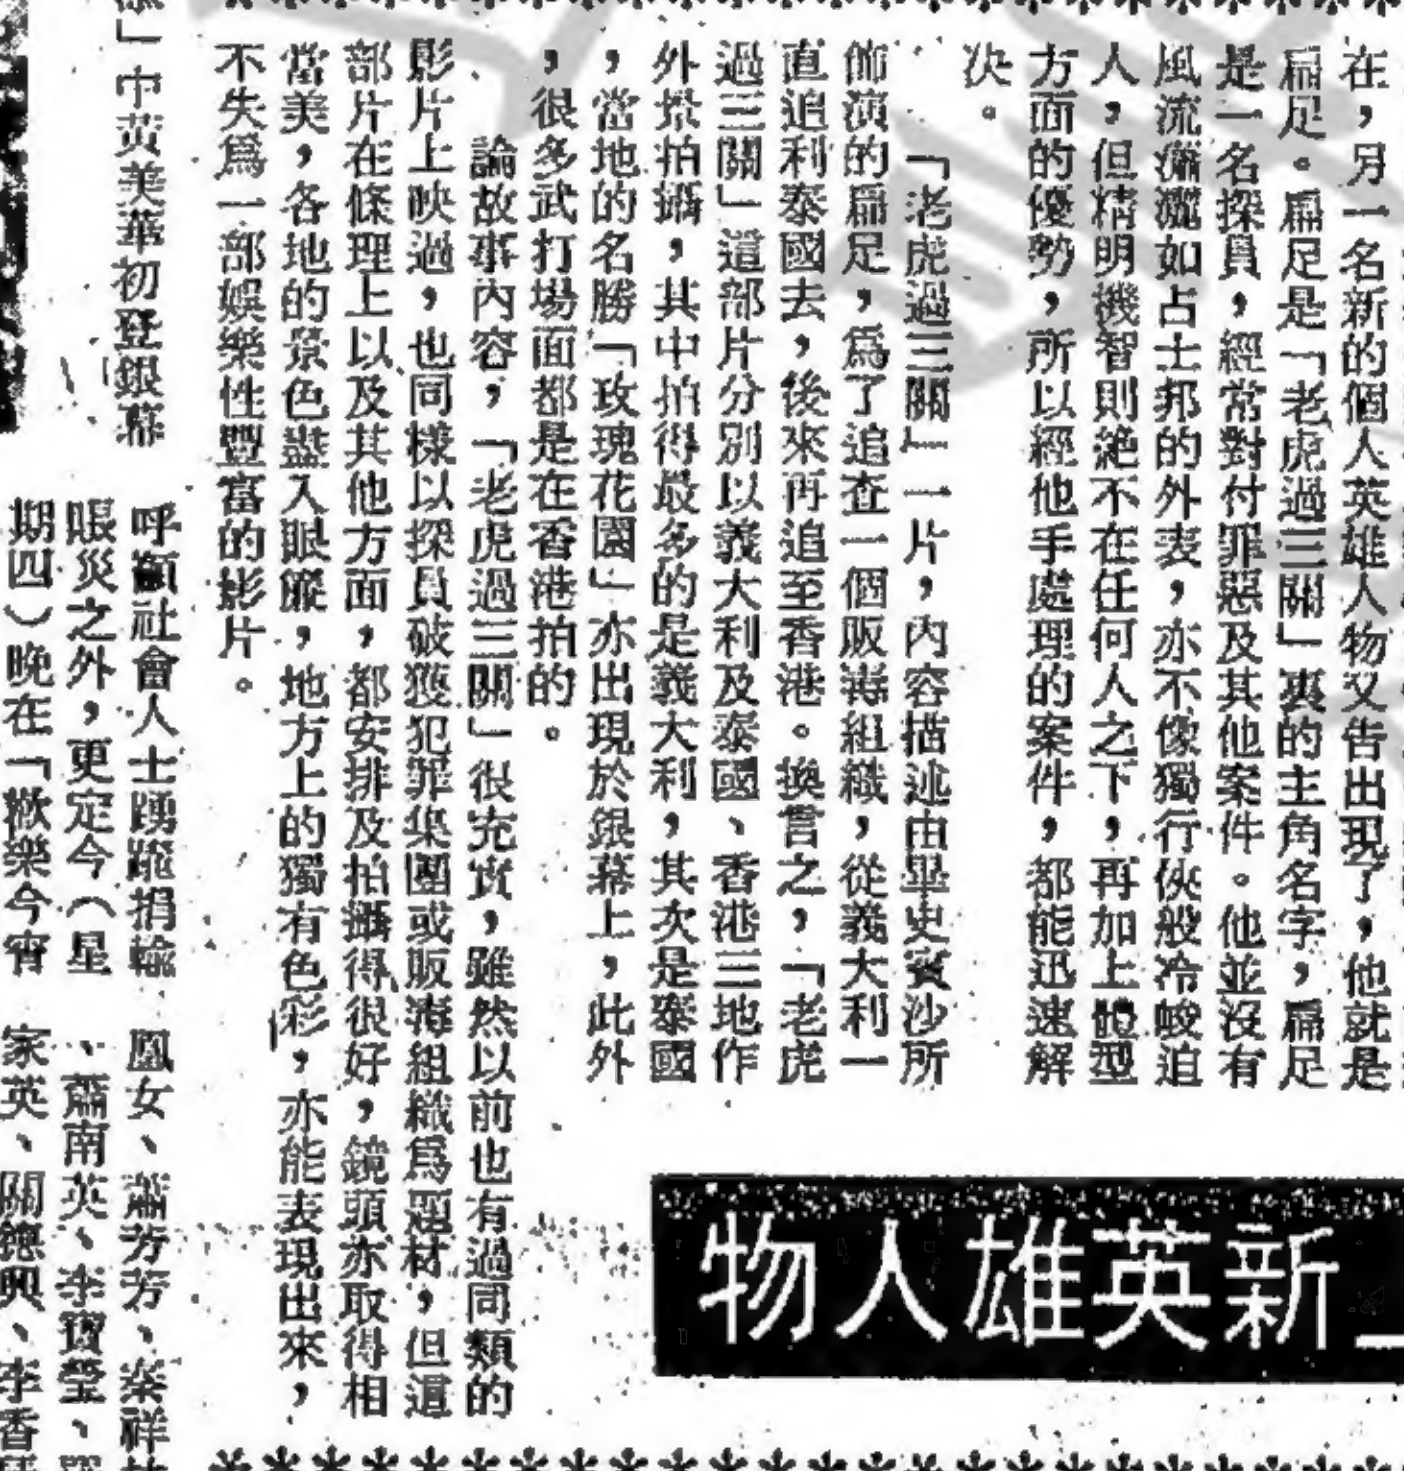 在，月一名新的個人英雄人物又告出現了，他就是
扁足。扁足是「老虎過三關」裏的主角名字，扁足
是一名探員，經常對付罪惡及其他案件。他並沒有
風流瀟灑如占士邦的外表，亦不像獨行俠般冷峻迫
人，但精明機智則絕不在任何人之下，再加上體型
方面的優勢，所以經他手處理的案件，都能迅速解
决。
「老虎過三關」一片，內容描述由畢史賓沙所
飾演的扁足，爲了追查一個販毒組織，從義大利一
直追利泰國去，後來再追至香港。換言之，「老虎
過三關」這部片分別以義大利及泰國、香港三地作
外景拍攝，其中拍得最多的是義大利，其次是泰國
，當地的名勝「玫瑰花園」亦出現於銀幕上，此外
，很多武打場面都是在香港拍的。
論故事內容，「老虎過三關」很充實，雖然以前也有過同類的
影片上映過，也同樣以探員破獲犯罪集團或販毒組織爲題材，但這
部片在條理上以及其他方面，都安排及拍攝得很好，鏡頭亦取得相
當美，各地的景色盡入眼簾，地方上的獨有色彩，亦能表現出來，
不失爲一部娛樂性豐富的影片。
新英雄人物
」中黃美華初登銀幕
呼籲社會人士踴躍捐輸
賑災之外，更定今（星
期四）晚在「歡樂今宵
鳳女、蕭芳芳、秦祥
、蕭南英、李寶瑩、
家英、關德興、李香